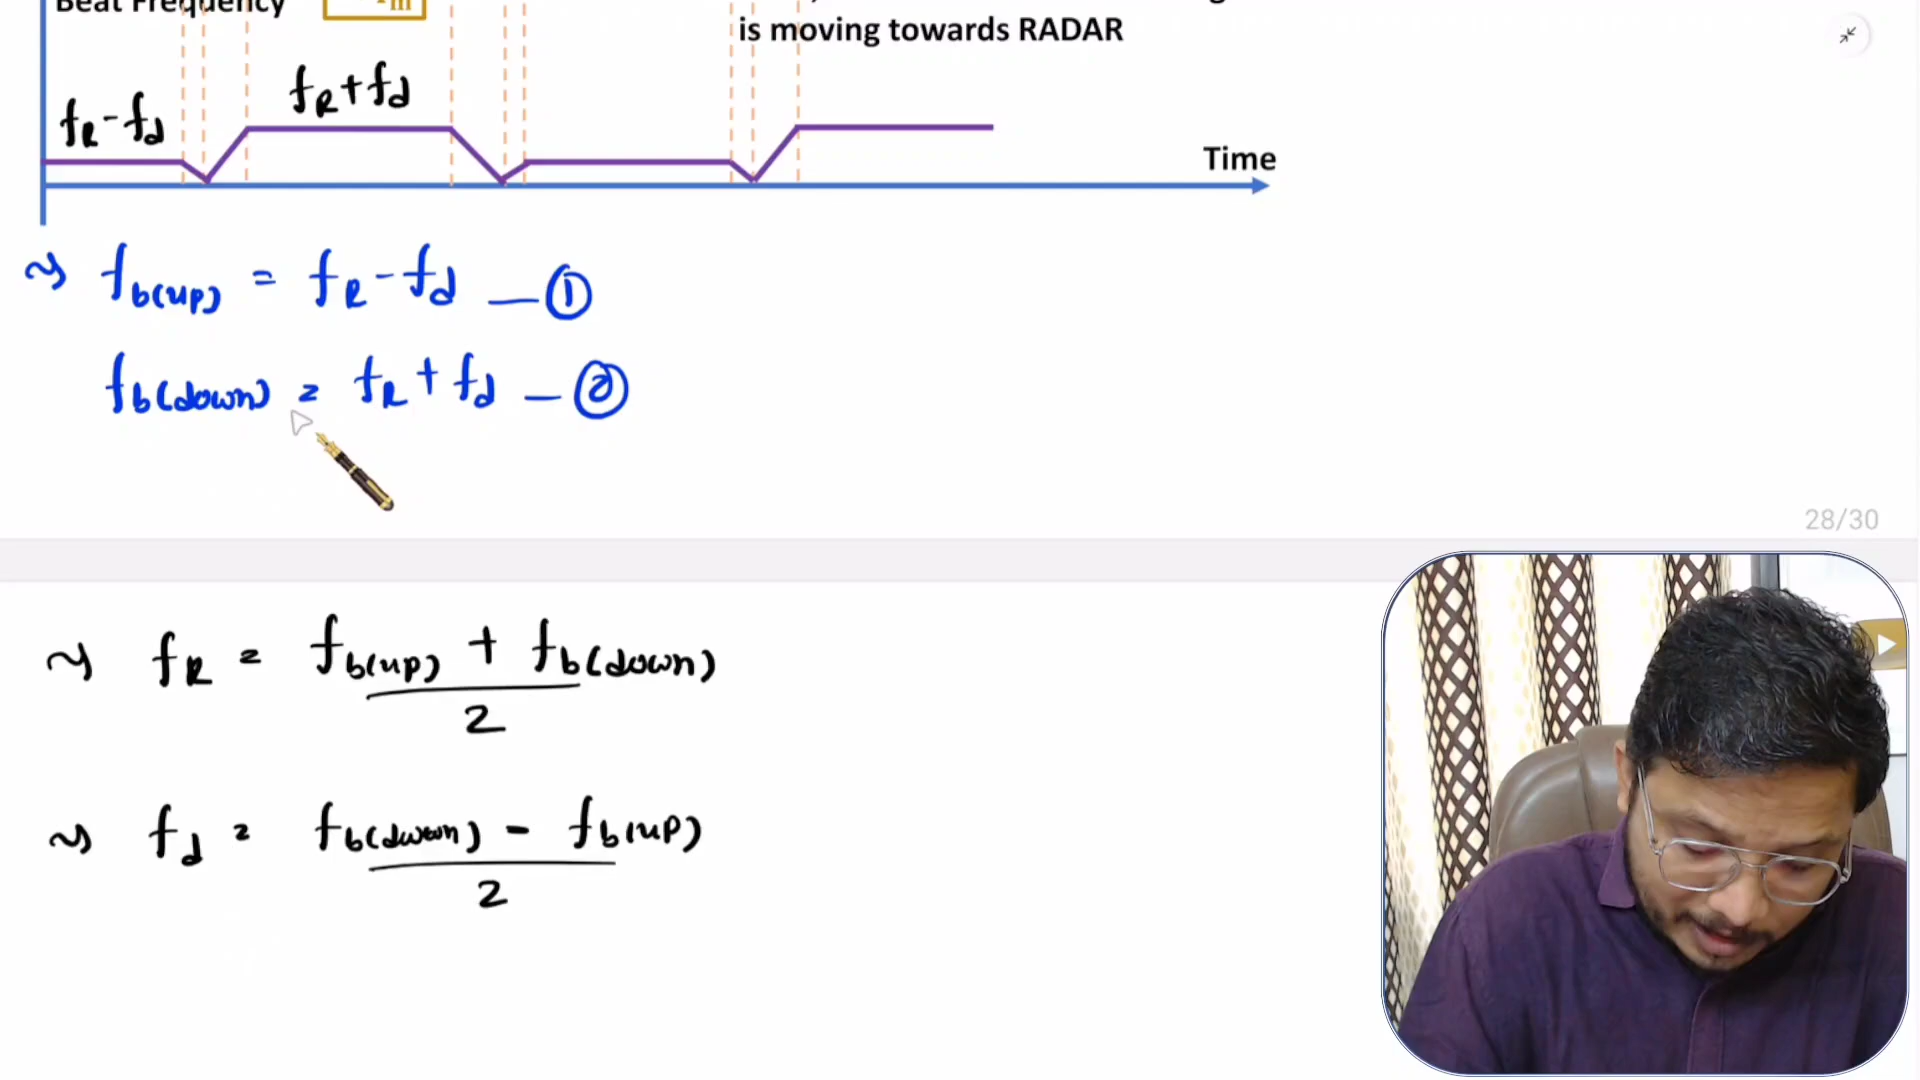 Beat Frequency
is moving towards RADAR
fR+fd
fR-fd
Time
⇝ fb(up) = fR - fd — ①
fb(down) = fR + fd — ②
28/30
⇝ fR = fb(up) + fb(down)
2
⇝ fd = fb(down) - fb(up)
2